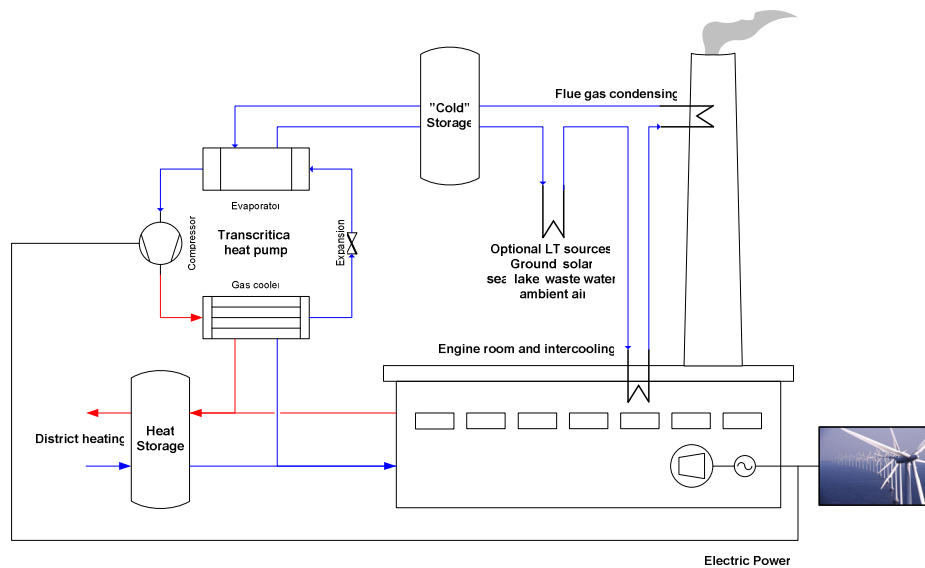 Flue gas condensing
"Cold"
Storage
Evaporator
Compressor
Transcritica
heat pump
Expansion
Gas cooler
Optional LT sources
Ground solar
sea lake waste water
ambient air
Engine room and intercooling
District heating
Heat
Storage
Electric Power